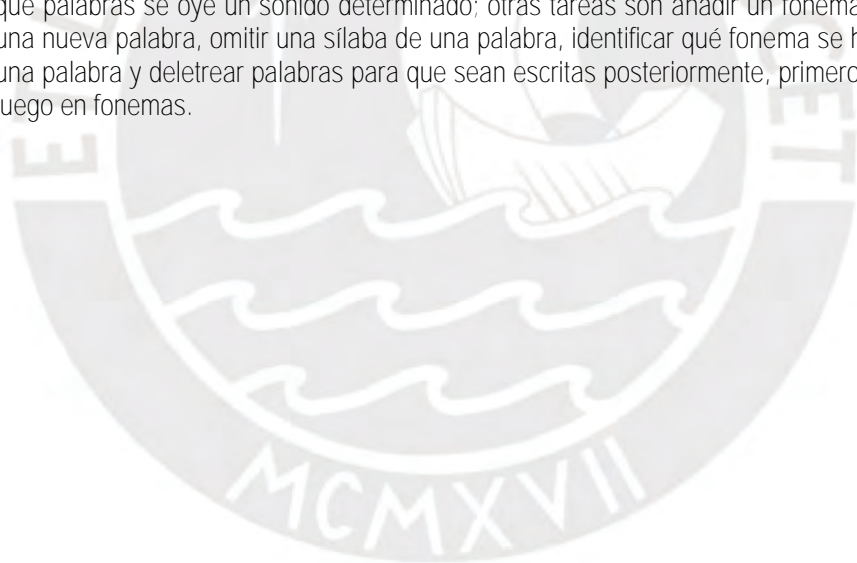 que palabras se oye un sonido determinado; otras tareas son añadir un fonema
una nueva palabra, omitir una sílaba de una palabra, identificar qué fonema se h
una palabra y deletrear palabras para que sean escritas posteriormente, primero
luego en fonemas.
E
CET
MCMXVII